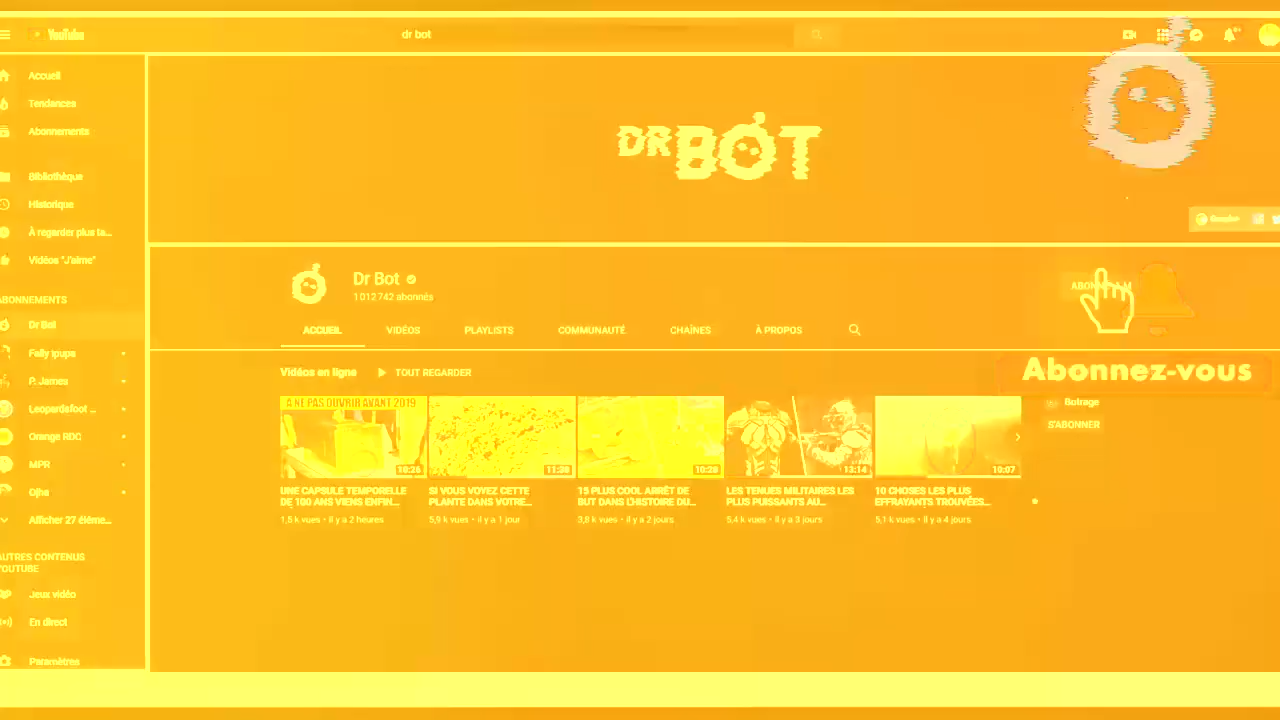 YouTube
dr bot
Accueil
Tendances
Abonnements
Bibliothèque
Historique
À regarder plus ta...
Vidéos "J'aime"
ABONNEMENTS
Dr Bot
Fally Ipupa
P. James
Leopardsfoot ...
Orange RDC
MPR
Ojha
Afficher 27 éléme...
AUTRES CONTENUS
YOUTUBE
Jeux vidéo
En direct
Paramètres
DR BOT
Dr Bot
1 012 742 abonnés
ACCUEIL
VIDÉOS
PLAYLISTS
COMMUNAUTÉ
CHAÎNES
À PROPOS
Abonnez-vous
Vidéos en ligne
TOUT REGARDER
Botrage
S'ABONNER
A NE PAS OUVRIR AVANT 2019
10:26
11:30
10:26
13:14
10:07
UNE CAPSULE TEMPORELLE
DE 100 ANS VIENS ENFIN...
1,5 k vues • Il y a 2 heures
SI VOUS VOYEZ CETTE
PLANTE DANS VOTRE...
5,9 k vues • Il y a 1 jour
15 PLUS COOL ARRÊT DE
BUT DANS L'HISTOIRE DU...
3,8 k vues • Il y a 2 jours
LES TENUES MILITAIRES LES
PLUS PUISSANTS AU...
5,4 k vues • Il y a 3 jours
10 CHOSES LES PLUS
EFFRAYANTS TROUVÉES...
5,1 k vues • Il y a 4 jours